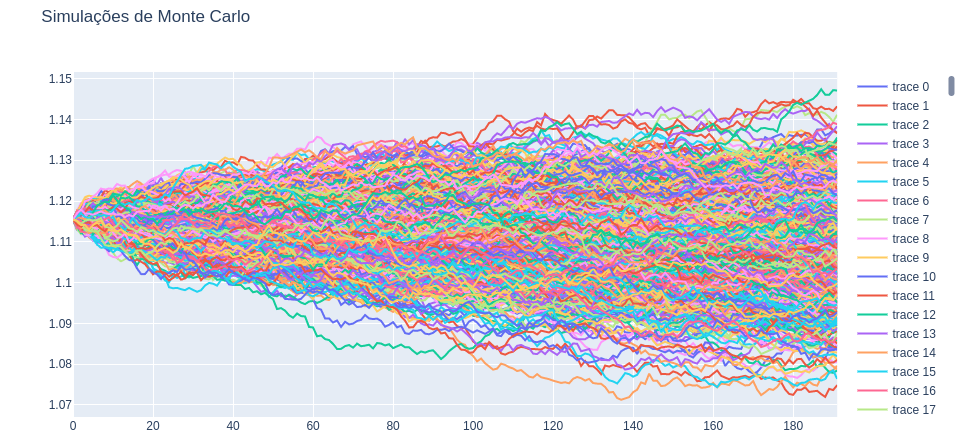 Simulações de Monte Carlo
1.15
1.14
1.13
1.12
1.11
1.1
1.09
1.08
1.07
0 20 40 60 80 100 120 140 160 180
trace 0
trace 1
trace 2
trace 3
trace 4
trace 5
trace 6
trace 7
trace 8
trace 9
trace 10
trace 11
trace 12
trace 13
trace 14
trace 15
trace 16
trace 17